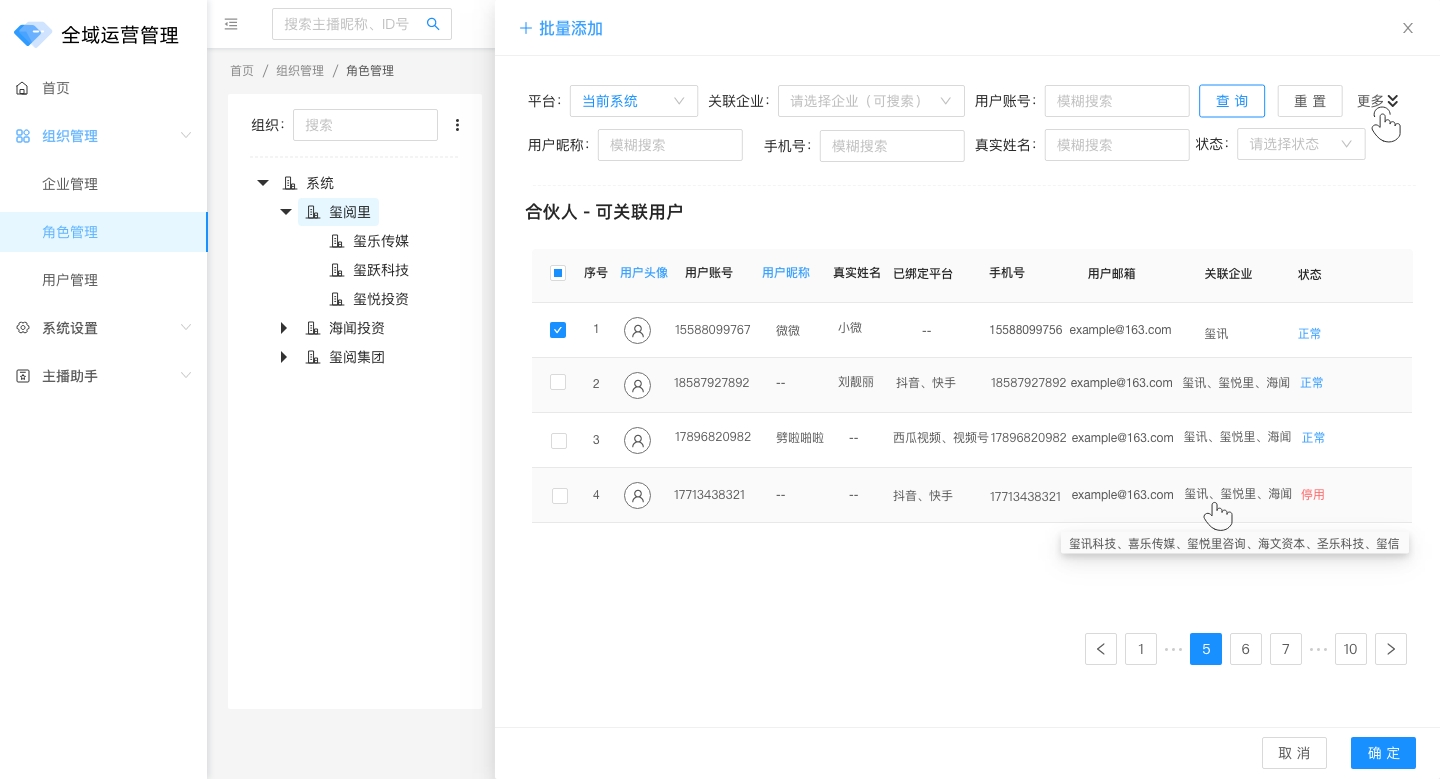 全域运营管理
首页
组织管理
企业管理
角色管理
用户管理
系统设置
主播助手
搜索主播昵称、ID号
首页 / 组织管理 / 角色管理
组织: 搜索
系统
玺阅里
玺乐传媒
玺跃科技
玺悦投资
海闻投资
玺阅集团
批量添加
平台: 当前系统 关联企业: 请选择企业（可搜索） 用户账号: 模糊搜索 查 询 重 置 更多
用户昵称: 模糊搜索 手机号: 模糊搜索 真实姓名: 模糊搜索 状态: 请选择状态
合伙人 - 可关联用户
序号 用户头像 用户账号 用户昵称 真实姓名 已绑定平台 手机号 用户邮箱 关联企业 状态
1 15588099767 微微 小微 -- 15588099756 example@163.com 玺讯 正常
2 18587927892 -- 刘靓丽 抖音、快手 18587927892 example@163.com 玺讯、玺悦里、海闻 正常
3 17896820982 劈啦啪啦 -- 西瓜视频、视频号 17896820982 example@163.com 玺讯、玺悦里、海闻 正常
4 17713438321 -- -- 抖音、快手 17713438321 example@163.com 玺讯、玺悦里、海闻 停用
玺讯科技、喜乐传媒、玺悦里咨询、海文资本、圣乐科技、玺信
1 ••• 5 6 7 ••• 10
取 消 确 定